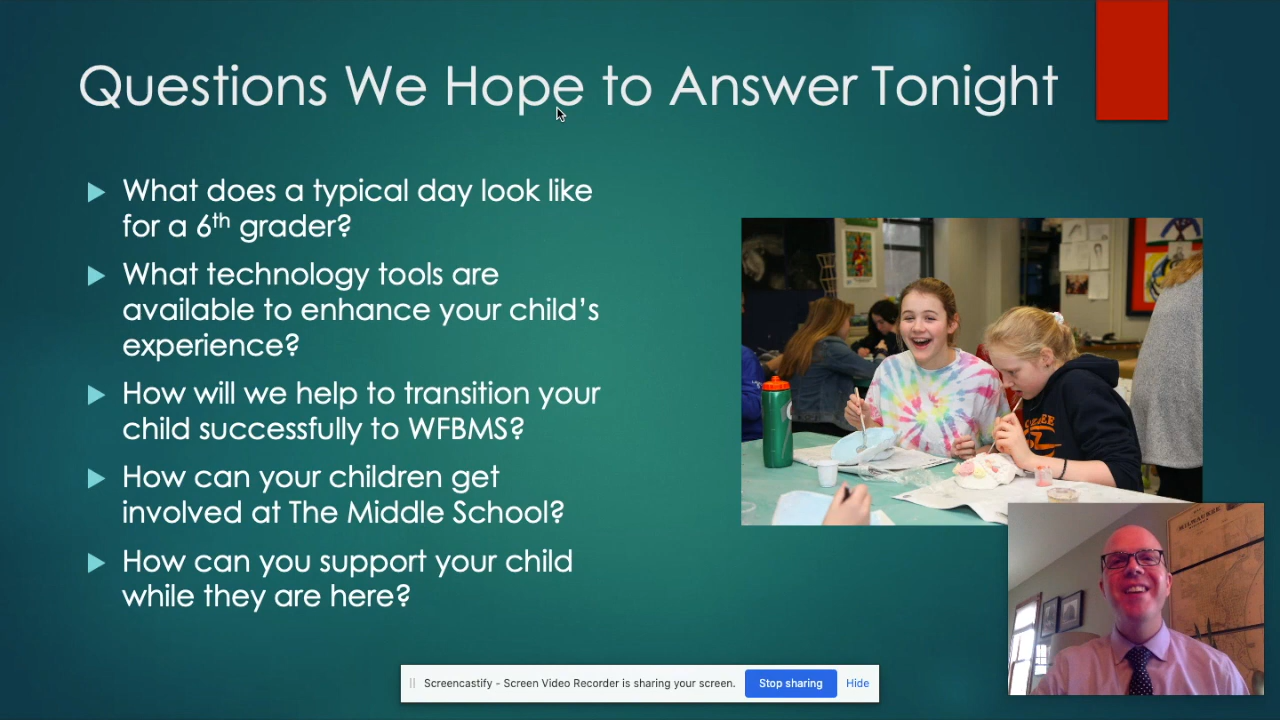 Questions We Hope to Answer Tonight
What does a typical day look like
for a 6th grader?
What technology tools are
available to enhance your child’s
experience?
How will we help to transition your
child successfully to WFBMS?
How can your children get
involved at The Middle School?
How can you support your child
while they are here?
MILWAUKEE
Screencastify - Screen Video Recorder is sharing your screen.
Stop sharing
Hide